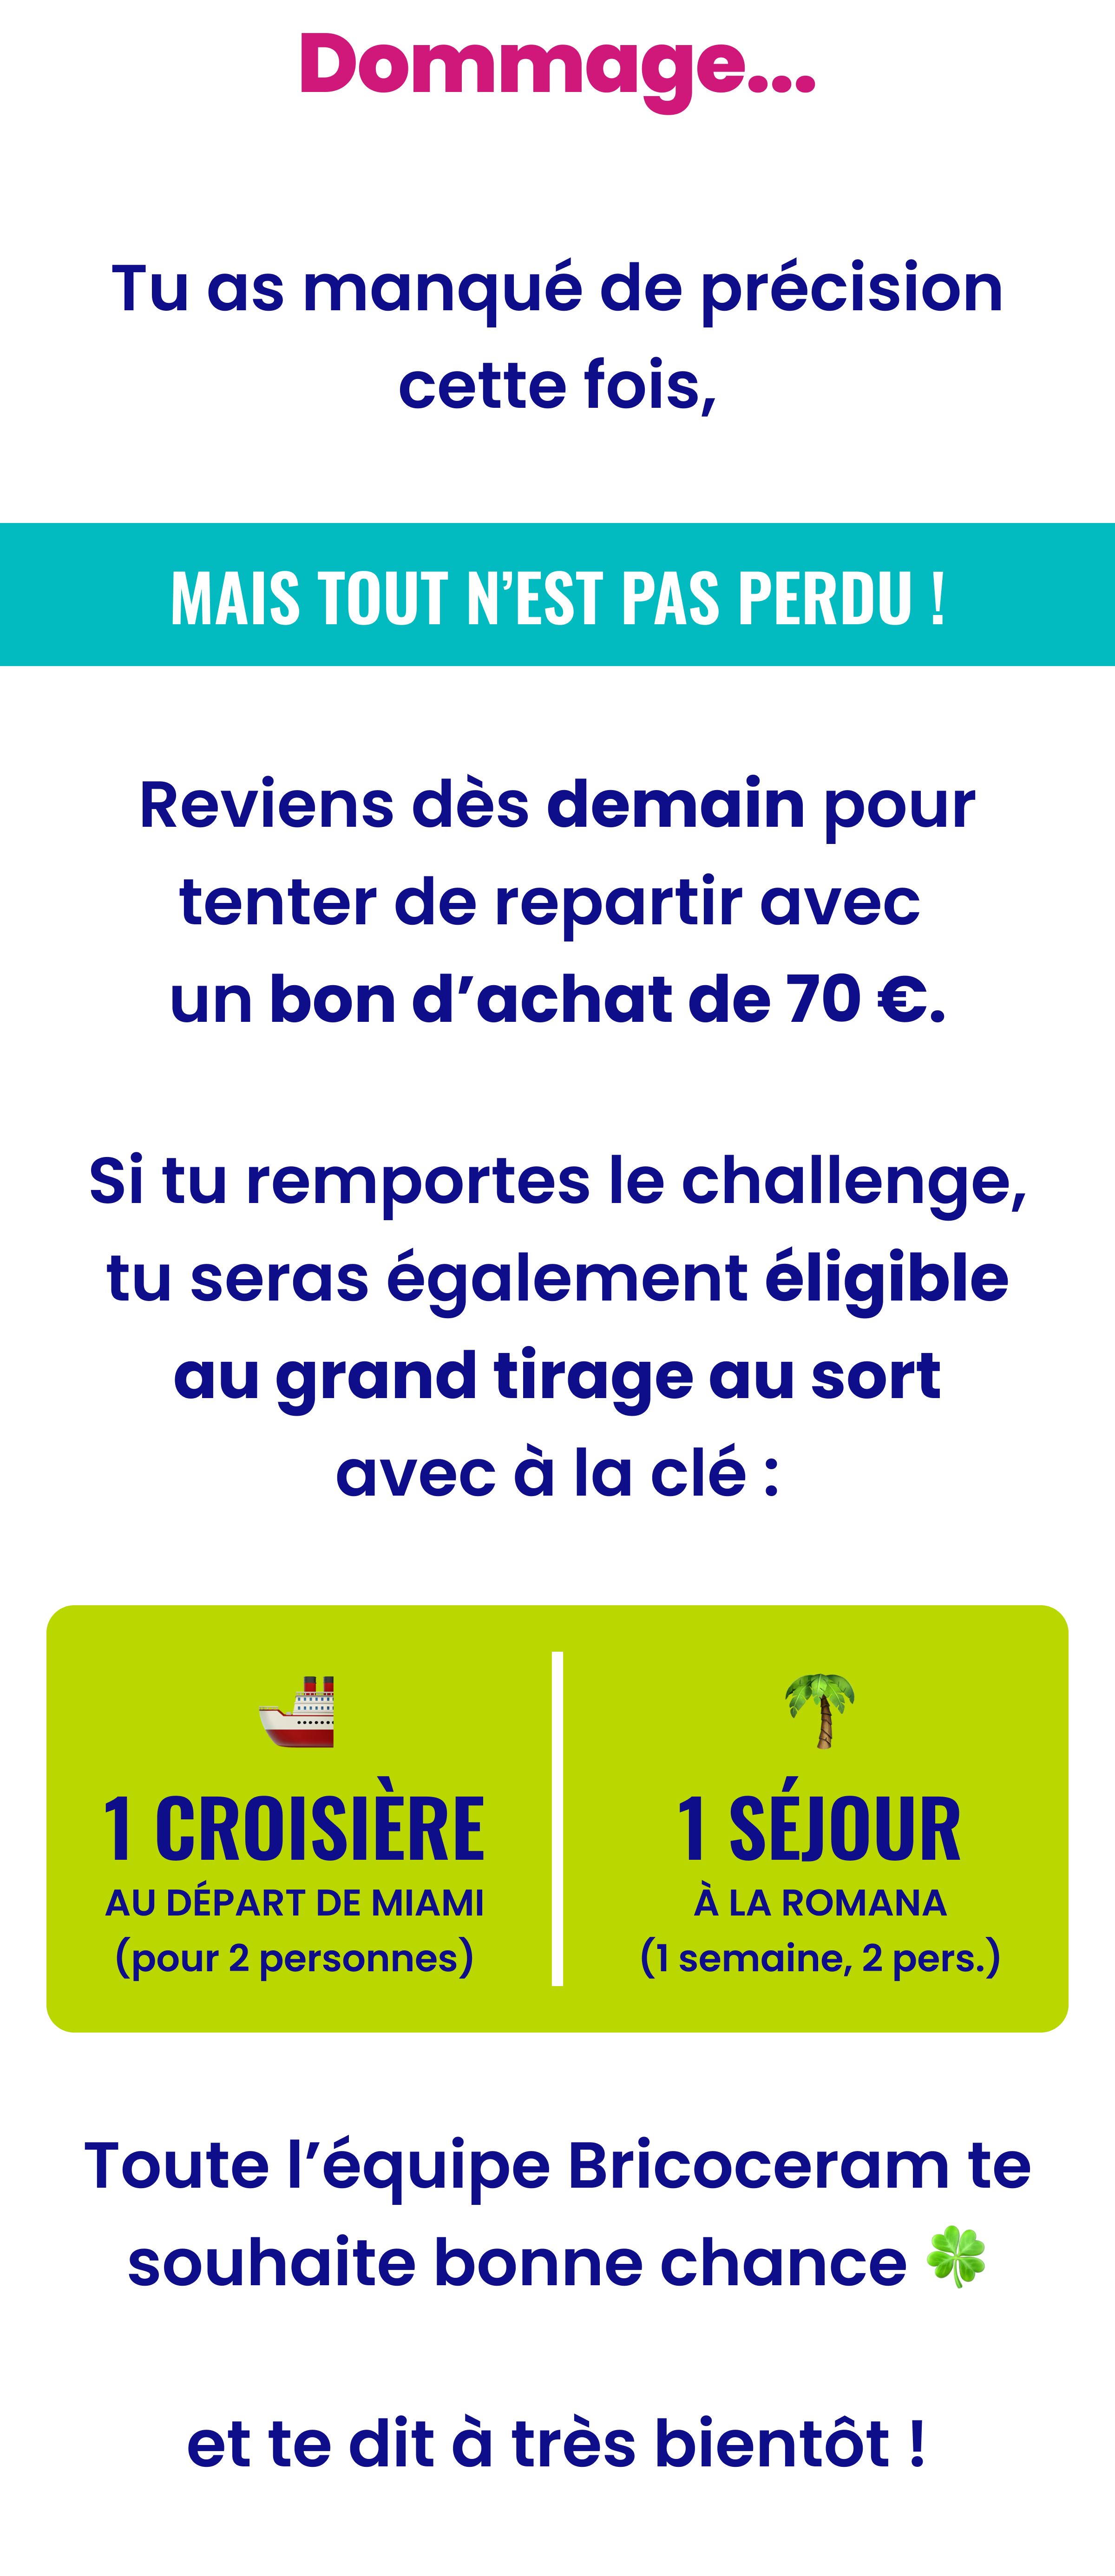 Dommage...
Tu as manqué de précision
cette fois,
MAIS TOUT N’EST PAS PERDU !
Reviens dès demain pour
tenter de repartir avec
un bon d’achat de 70 €.
Si tu remportes le challenge,
tu seras également éligible
au grand tirage au sort
avec à la clé :
1 CROISIÈRE
AU DÉPART DE MIAMI
(pour 2 personnes)
1 SÉJOUR
À LA ROMANA
(1 semaine, 2 pers.)
Toute l’équipe Bricoceram te
souhaite bonne chance 🍀
et te dit à très bientôt !